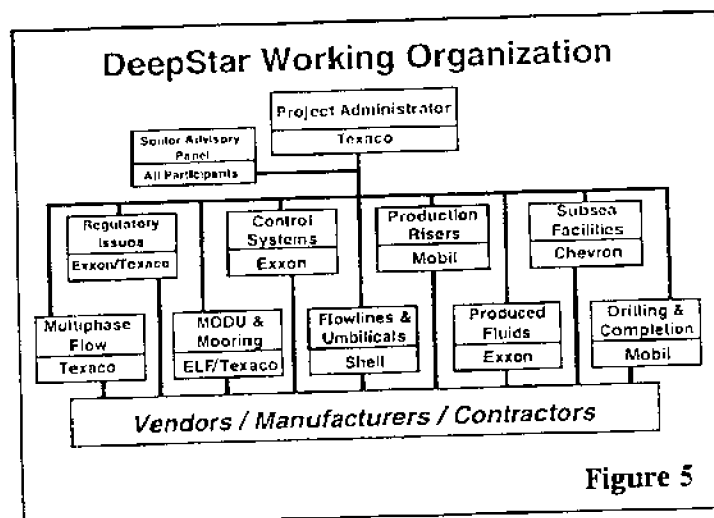 DeepStar Working Organization
Project Administrator
Texaco
Senior Advisory
Panel
All Participants
Regulatory
Issues
Exxon/Texaco
Control
Systems
Exxon
Production
Risers
Mobil
Subsea
Facilities
Chevron
Multiphase
Flow
Texaco
MODU &
Mooring
ELF/Texaco
Flowlines &
Umbilicals
Shell
Produced
Fluids
Exxon
Drilling &
Completion
Mobil
Vendors / Manufacturers / Contractors
Figure 5